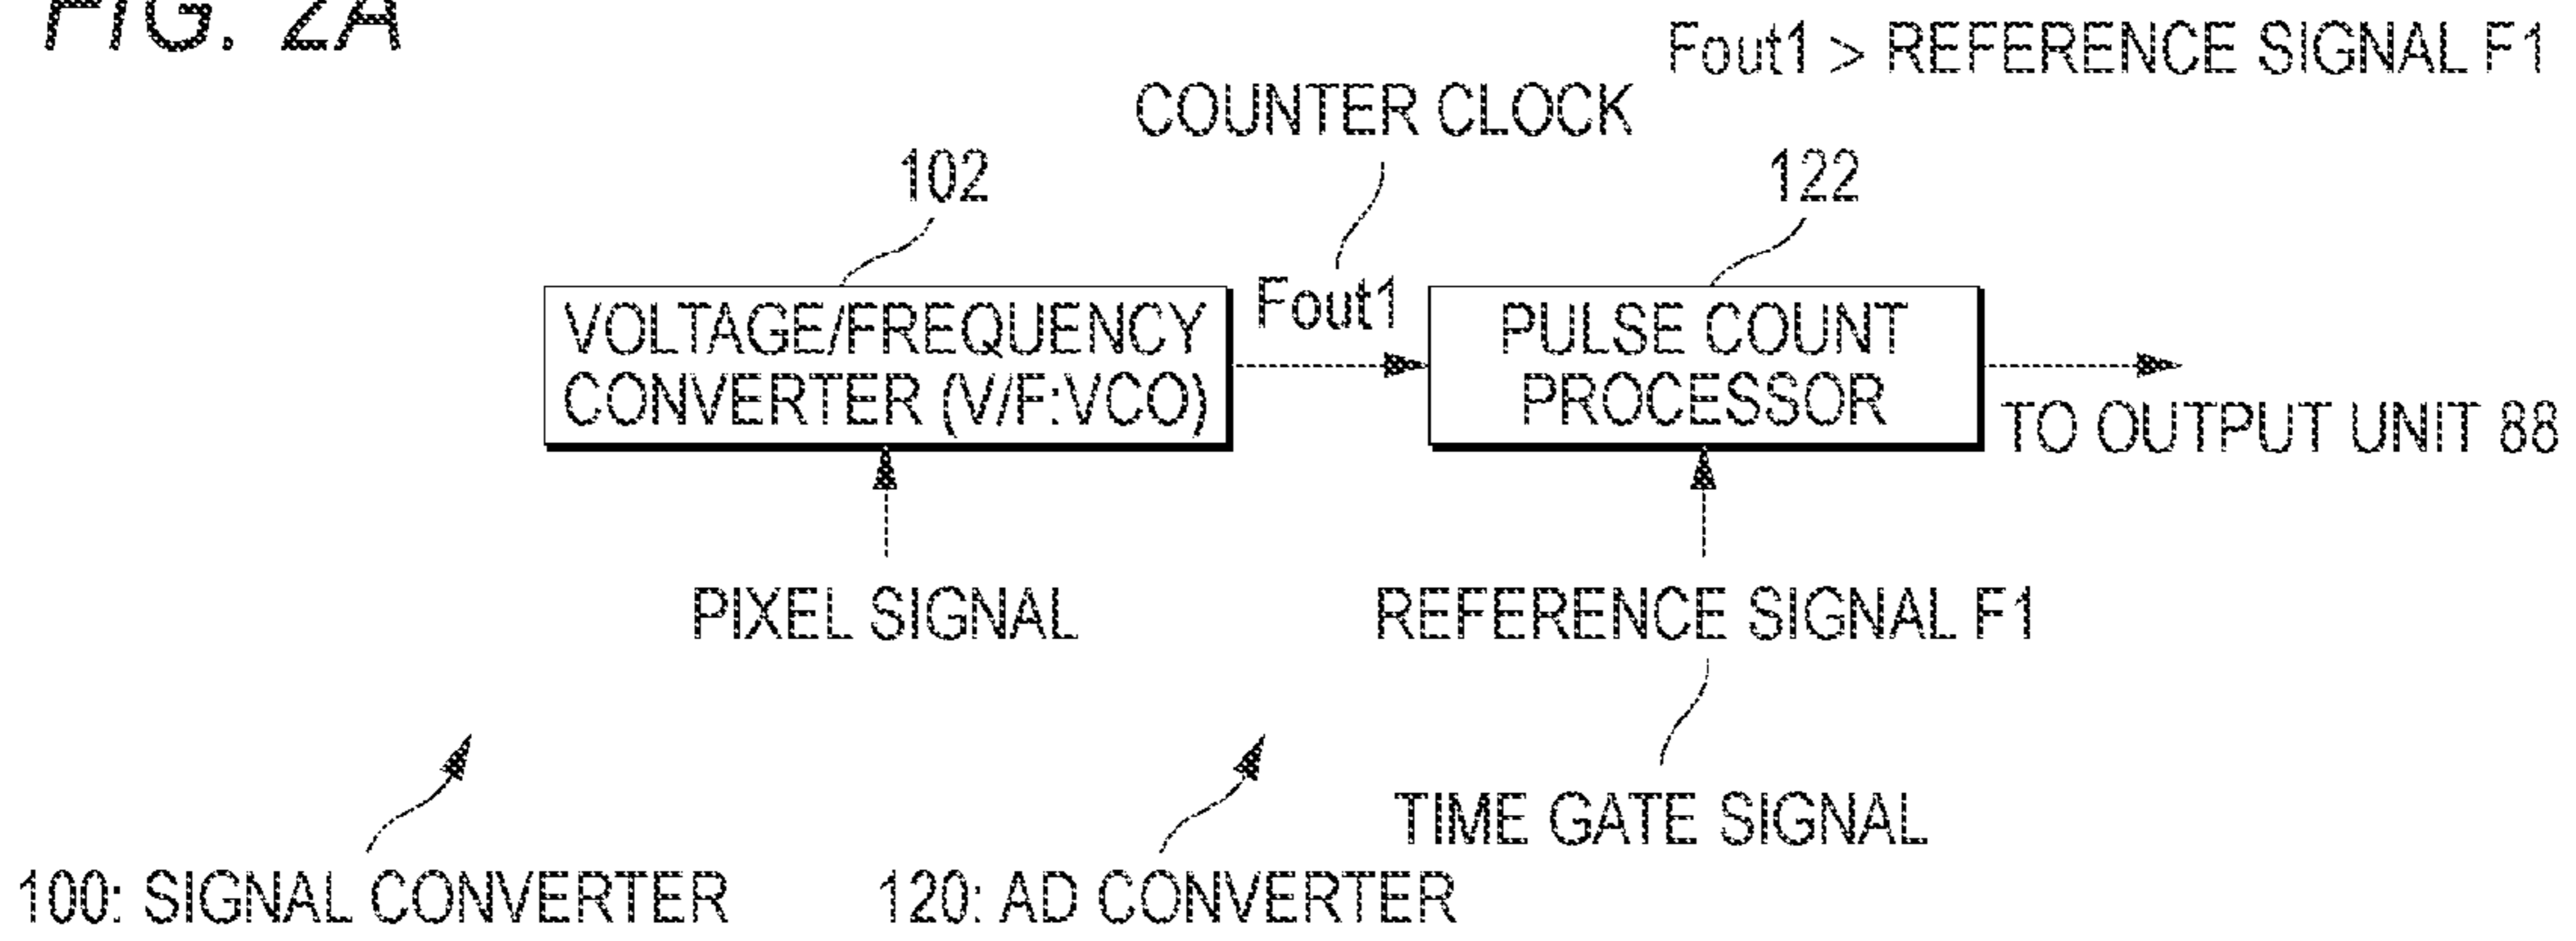 FIG. 2A
Fout1 > REFERENCE SIGNAL F1
COUNTER CLOCK
102
122
VOLTAGE/FREQUENCY
CONVERTER (V/F:VCO)
Fout1
PULSE COUNT
PROCESSOR
TO OUTPUT UNIT 88
PIXEL SIGNAL
REFERENCE SIGNAL F1
TIME GATE SIGNAL
100: SIGNAL CONVERTER
120: AD CONVERTER